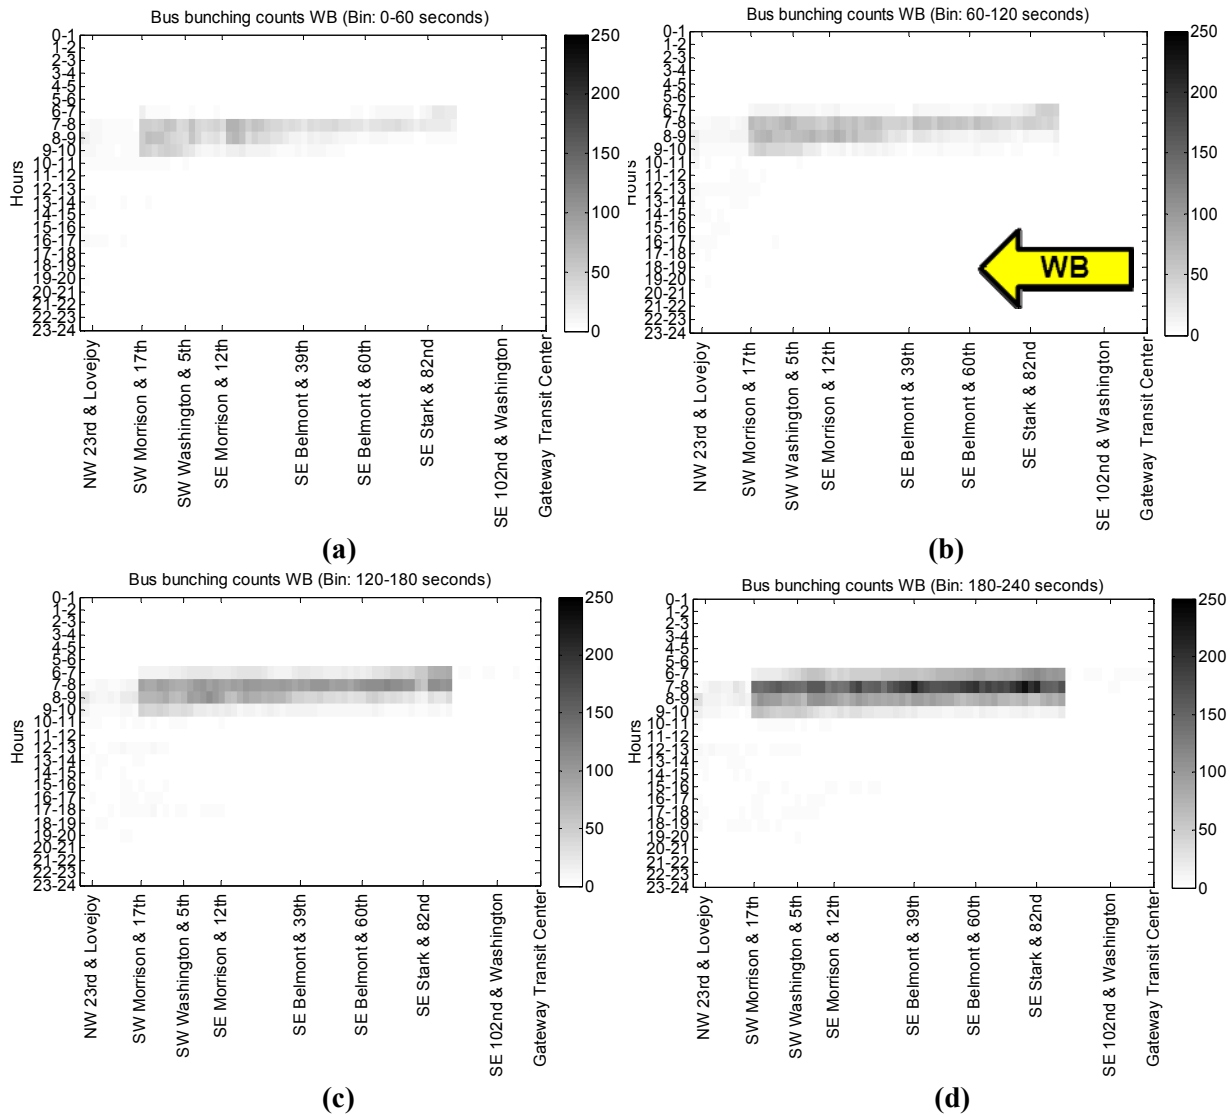 Bus bunching counts WB (Bin: 0-60 seconds)
Hours
0-1
1-2
2-3
3-4
4-5
5-6
6-7
7-8
8-9
9-10
10-11
11-12
12-13
13-14
14-15
15-16
16-17
17-18
18-19
19-20
20-21
21-22
22-23
23-24
NW 23rd & Lovejoy
SW Morrison & 17th
SW Washington & 5th
SE Morrison & 12th
SE Belmont & 39th
SE Belmont & 60th
SE Stark & 82nd
SE 102nd & Washington
Gateway Transit Center
250
200
150
100
50
0
(a)
Bus bunching counts WB (Bin: 60-120 seconds)
Hours
0-1
1-2
2-3
3-4
4-5
5-6
6-7
7-8
8-9
9-10
10-11
11-12
12-13
13-14
14-15
15-16
16-17
17-18
18-19
19-20
20-21
21-22
22-23
23-24
WB
NW 23rd & Lovejoy
SW Morrison & 17th
SW Washington & 5th
SE Morrison & 12th
SE Belmont & 39th
SE Belmont & 60th
SE Stark & 82nd
SE 102nd & Washington
Gateway Transit Center
250
200
150
100
50
0
(b)
Bus bunching counts WB (Bin: 120-180 seconds)
Hours
0-1
1-2
2-3
3-4
4-5
5-6
6-7
7-8
8-9
9-10
10-11
11-12
12-13
13-14
14-15
15-16
16-17
17-18
18-19
19-20
20-21
21-22
22-23
23-24
NW 23rd & Lovejoy
SW Morrison & 17th
SW Washington & 5th
SE Morrison & 12th
SE Belmont & 39th
SE Belmont & 60th
SE Stark & 82nd
SE 102nd & Washington
Gateway Transit Center
250
200
150
100
50
0
(c)
Bus bunching counts WB (Bin: 180-240 seconds)
Hours
0-1
1-2
2-3
3-4
4-5
5-6
6-7
7-8
8-9
9-10
10-11
11-12
12-13
13-14
14-15
15-16
16-17
17-18
18-19
19-20
20-21
21-22
22-23
23-24
NW 23rd & Lovejoy
SW Morrison & 17th
SW Washington & 5th
SE Morrison & 12th
SE Belmont & 39th
SE Belmont & 60th
SE Stark & 82nd
SE 102nd & Washington
Gateway Transit Center
250
200
150
100
50
0
(d)